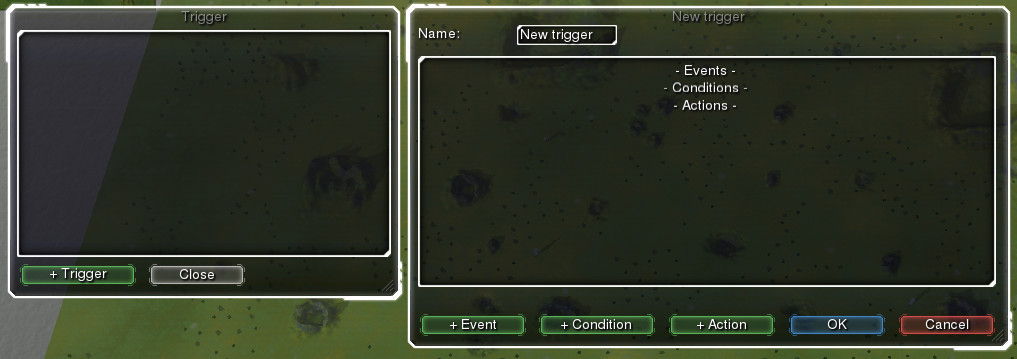 Trigger
+ Trigger
Close
New trigger
Name:
New trigger
- Events -
- Conditions -
- Actions -
+ Event
+ Condition
+ Action
OK
Cancel